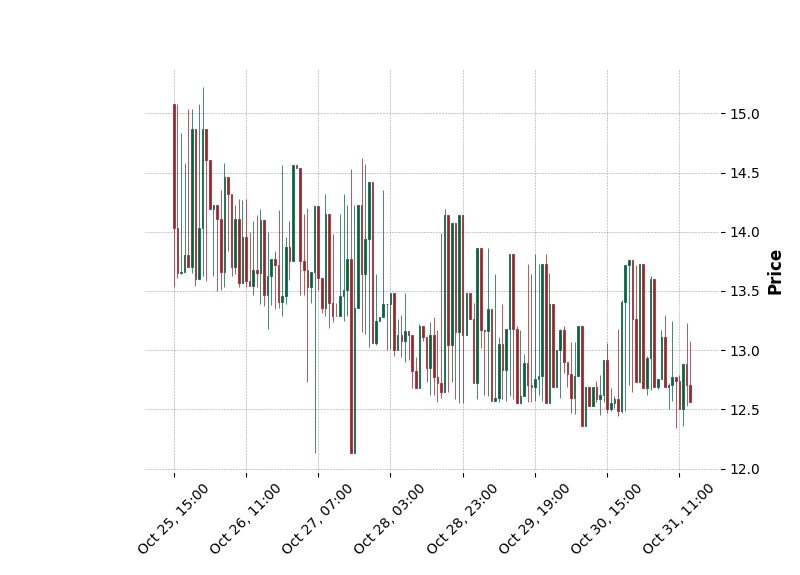 15.0
14.5
14.0
13.5
13.0
12.5
12.0
Price
Oct 25, 15:00
Oct 26, 11:00
Oct 27, 07:00
Oct 28, 03:00
Oct 28, 23:00
Oct 29, 19:00
Oct 30, 15:00
Oct 31, 11:00